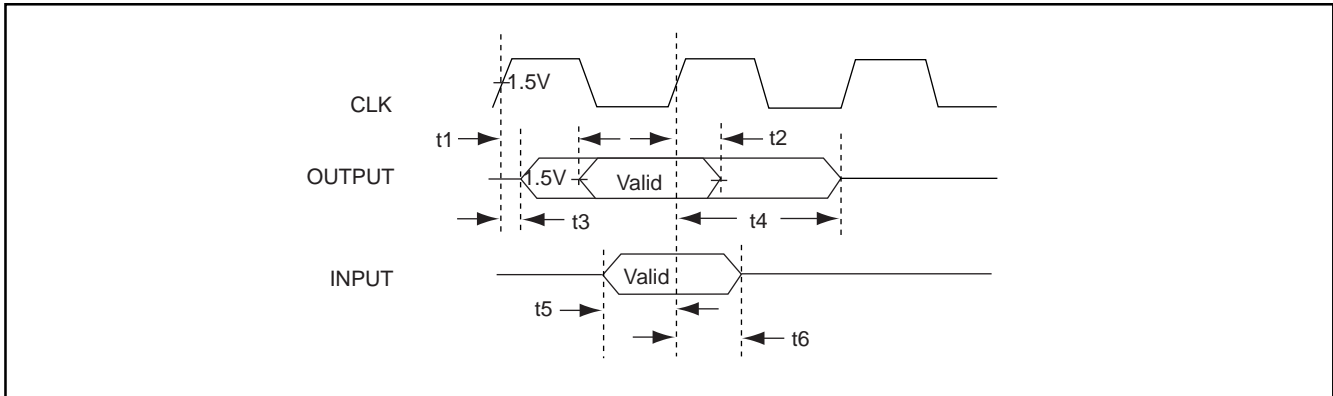 1.5V
CLK
t1
t2
OUTPUT
1.5V
Valid
t3
t4
INPUT
Valid
t5
t6